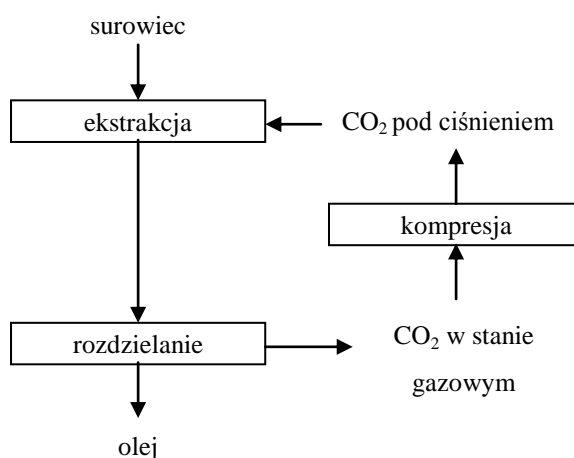 surowiec
ekstrakcja
CO₂ pod ciśnieniem
kompresja
rozdzielanie
CO₂ w stanie
gazowym
olej